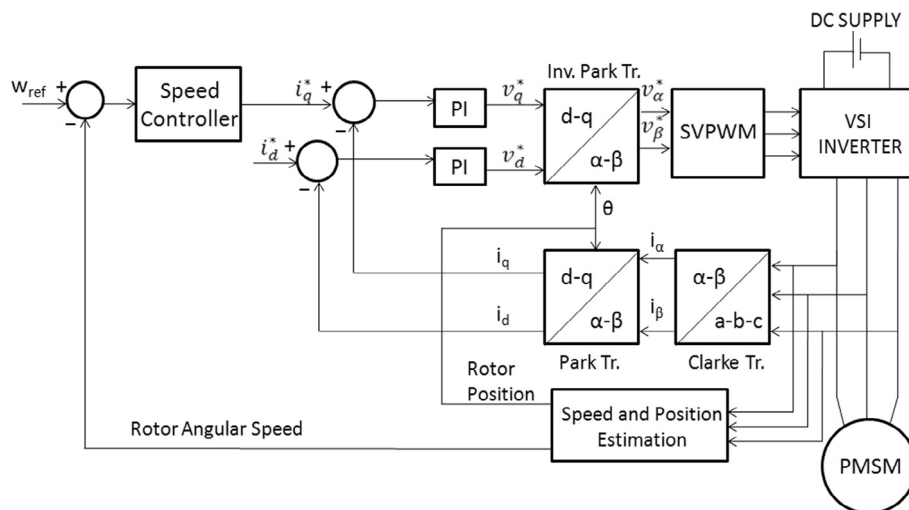 DC SUPPLY
w_ref
+
−
Speed
Controller
i_q^*
+
−
PI
v_q^*
Inv. Park Tr.
d-q
α-β
v_α^*
v_β^*
SVPWM
VSI
INVERTER
i_d^*
+
−
PI
v_d^*
θ
i_q
i_d
d-q
α-β
Park Tr.
i_α
i_β
α-β
a-b-c
Clarke Tr.
Rotor
Position
Rotor Angular Speed
Speed and Position
Estimation
PMSM